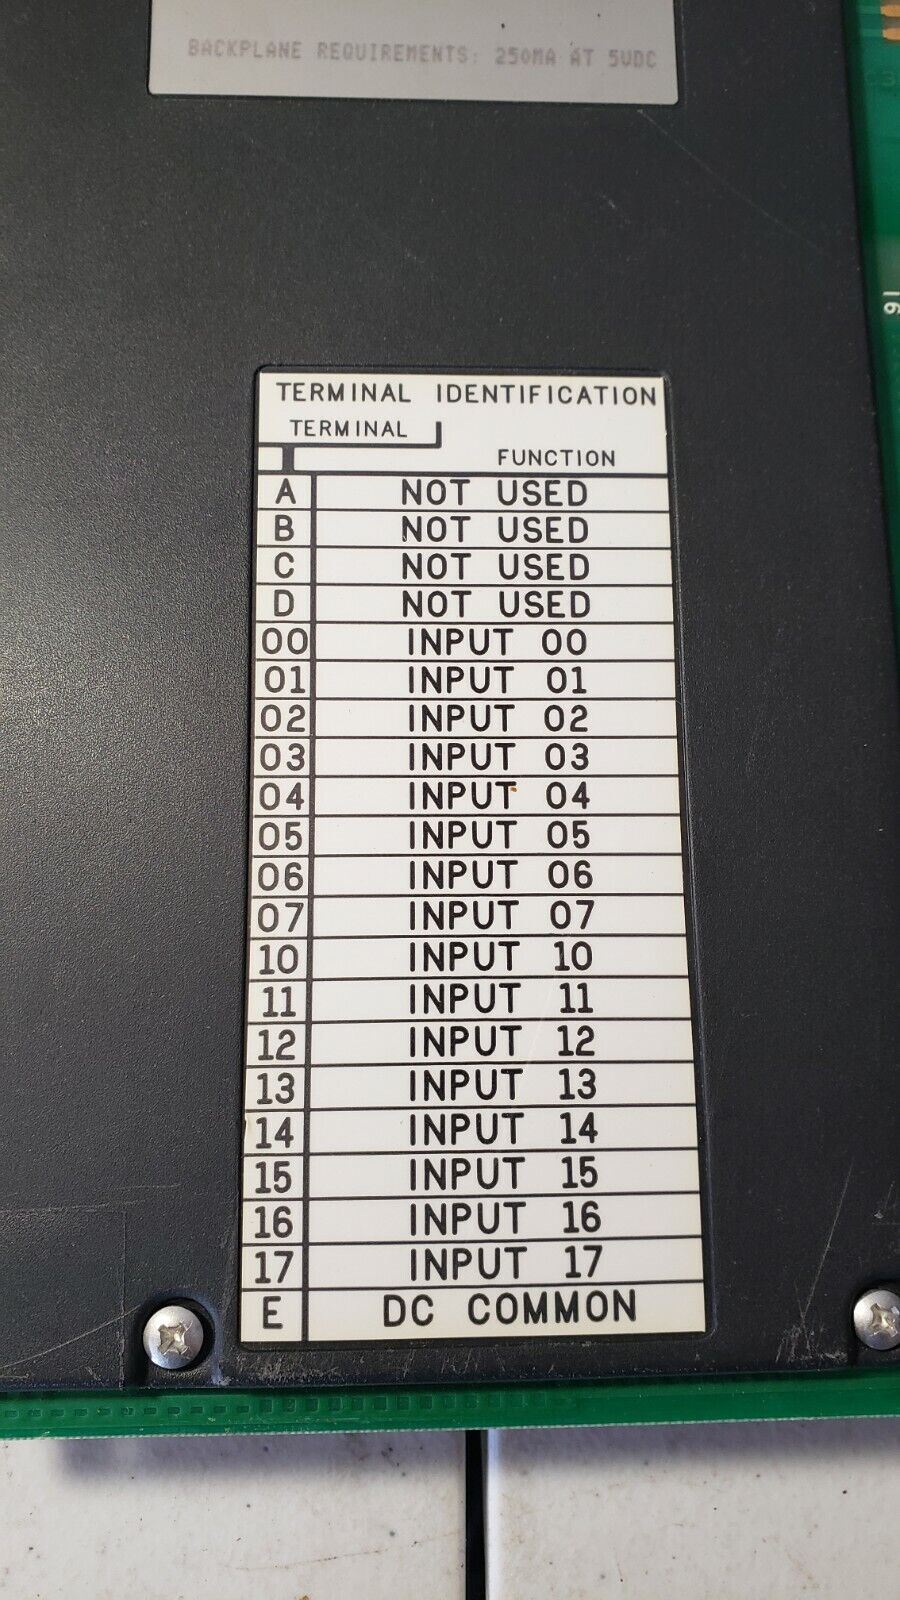 BACKPLANE REQUIREMENTS: 250MA AT 5VDC
16
TERMINAL IDENTIFICATION
TERMINAL
FUNCTION
A NOT USED
B NOT USED
C NOT USED
D NOT USED
00 INPUT 00
01 INPUT 01
02 INPUT 02
03 INPUT 03
04 INPUT 04
05 INPUT 05
06 INPUT 06
07 INPUT 07
10 INPUT 10
11 INPUT 11
12 INPUT 12
13 INPUT 13
14 INPUT 14
15 INPUT 15
16 INPUT 16
17 INPUT 17
E DC COMMON